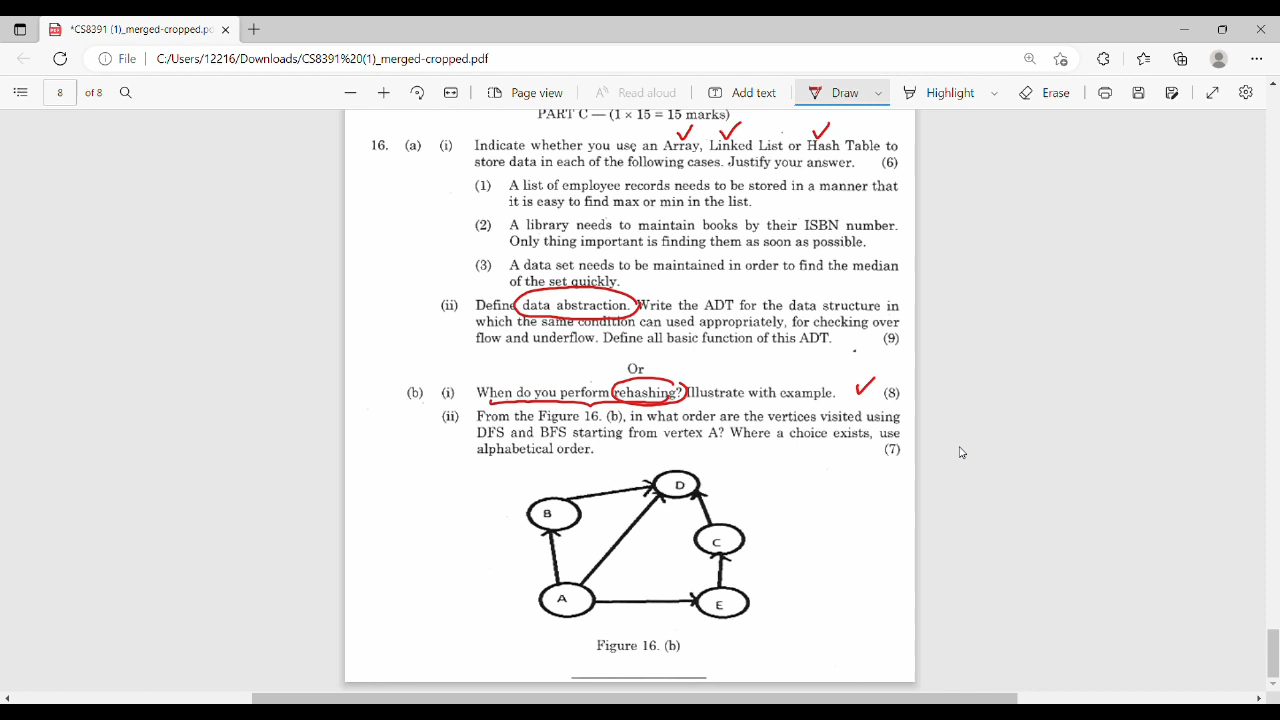 *CS8391 (1)_merged-cropped.pd
File
C:/Users/12216/Downloads/CS8391%20(1)_merged-cropped.pdf
8 of 8
Page view
Read aloud
Add text
Draw
Highlight
Erase
PART C — (1 × 15 = 15 marks)
16. (a) (i) Indicate whether you use an Array, Linked List or Hash Table to
store data in each of the following cases. Justify your answer. (6)
(1) A list of employee records needs to be stored in a manner that
it is easy to find max or min in the list.
(2) A library needs to maintain books by their ISBN number.
Only thing important is finding them as soon as possible.
(3) A data set needs to be maintained in order to find the median
of the set quickly.
(ii) Define data abstraction. Write the ADT for the data structure in
which the same condition can used appropriately, for checking over
flow and underflow. Define all basic function of this ADT. (9)
Or
(b) (i) When do you perform rehashing? Illustrate with example. (8)
(ii) From the Figure 16. (b), in what order are the vertices visited using
DFS and BFS starting from vertex A? Where a choice exists, use
alphabetical order. (7)
D
B
C
A
E
Figure 16. (b)